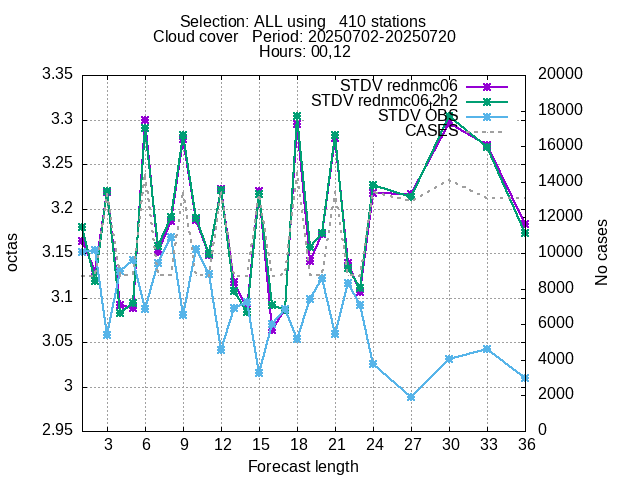 Selection: ALL using   410 stations
Cloud cover   Period: 20250702-20250720
Hours: 00,12
STDV rednmc06
STDV rednmc06,2h2
STDV OBS
CASES
3.35
3.3
3.25
3.2
3.15
3.1
3.05
3
2.95
octas
20000
18000
16000
14000
12000
10000
8000
6000
4000
2000
0
No cases
3 6 9 12 15 18 21 24 27 30 33 36
Forecast length